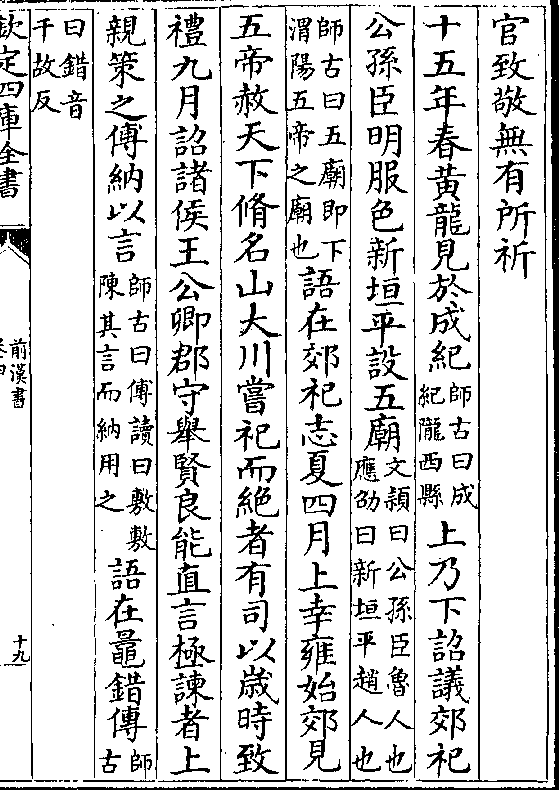 官致敬無有所祈
十五年春黃龍見於成紀師古曰成紀隴西縣上乃下詔議郊祀
公孫臣明服色新垣平設五廟文穎曰公孫臣魯人也應劭曰新垣平趙人也
師古曰五廟即下渭陽五帝之廟也語在郊祀志夏四月上幸雍始郊見
五帝赦天下脩名山大川嘗祀而絶者有司以歲時致
禮九月詔諸侯王公卿郡守舉賢良能直言極諫者上
親策之傅納以言師古曰傅讀曰敷敷陳其言而納用之語在鼂錯傳師古
曰錯音千故反
欽定四庫全書
前漢書
卷四
十九